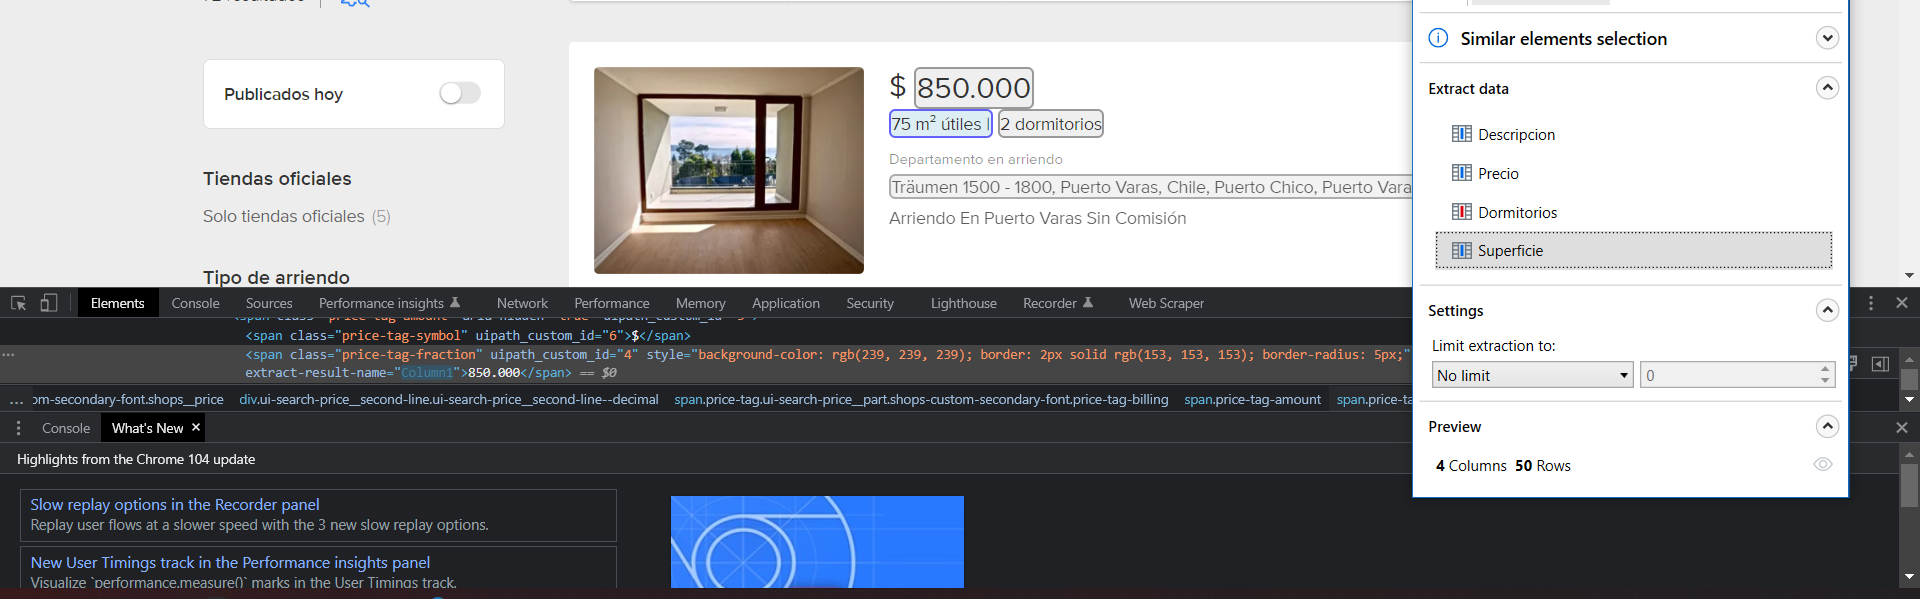 Publicados hoy
Tiendas oficiales
Solo tiendas oficiales (5)
Tipo de arriendo
$ 850.000
75 m² útiles | 2 dormitorios
Departamento en arriendo
Träumen 1500 - 1800, Puerto Varas, Chile, Puerto Chico, Puerto Vara
Arriendo En Puerto Varas Sin Comisión
Similar elements selection
Extract data
Descripcion
Precio
Dormitorios
Superficie
Settings
Limit extraction to:
No limit 0
Preview
4 Columns 50 Rows
Elements Console Sources Performance insights Network Performance Memory Application Security Lighthouse Recorder Web Scraper
<span class="price-tag-symbol" uipath_custom_id="6">$</span>
<span class="price-tag-fraction" uipath_custom_id="4" style="background-color: rgb(239, 239, 239); border: 2px solid rgb(153, 153, 153); border-radius: 5px;"
extract-result-name="Column1">850.000</span> == $0
... om-secondary-font.shops__price div.ui-search-price__second-line.ui-search-price__second-line--decimal span.price-tag.ui-search-price__part.shops-custom-secondary-font.price-tag-billing span.price-tag-amount span.price-ta
Console What's New ×
Highlights from the Chrome 104 update
Slow replay options in the Recorder panel
Replay user flows at a slower speed with the 3 new slow replay options.
New User Timings track in the Performance insights panel
Visualize `performance.measure()` marks in the User Timings track.